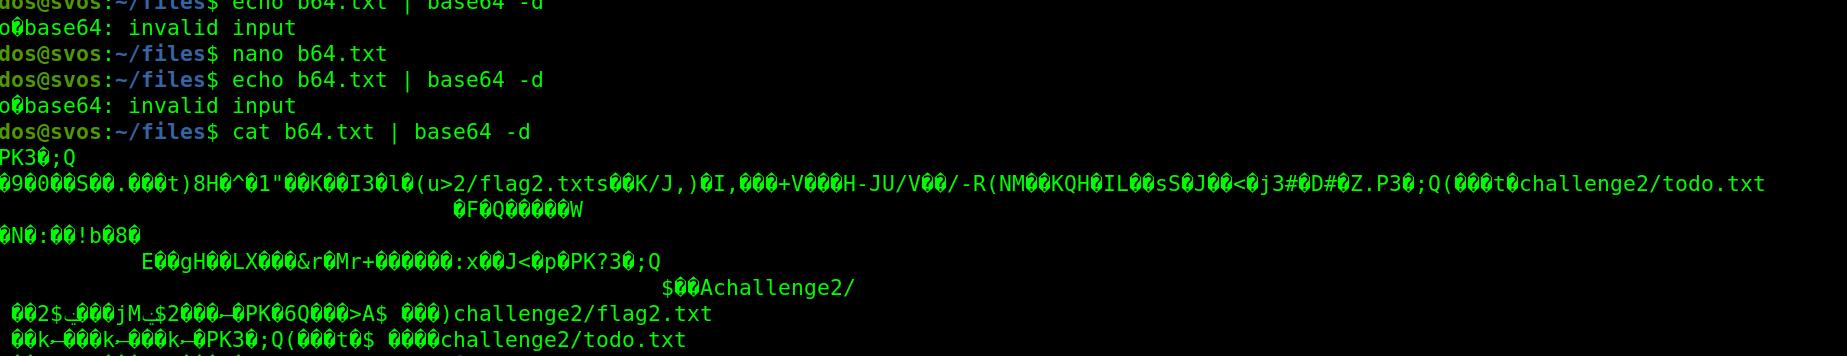 dos@svos:~/files$ echo b64.txt | base64 -d
o�base64: invalid input
dos@svos:~/files$ nano b64.txt
dos@svos:~/files$ echo b64.txt | base64 -d
o�base64: invalid input
dos@svos:~/files$ cat b64.txt | base64 -d
PK3�;Q
�9�0��S��.���t)8H�^�1"��K��I3�l�(u>2/flag2.txts��K/J,)�I,���+V���H-JU/V��/-R(NM��KQH�IL��sS�J��<�j3#�D#�Z.P3�;Q(���t�challenge2/todo.txt
�F�Q�����W
�N�:��!b�8�
E��gH��LX���&r�Mr+������:x��J<�p�PK?3�;Q
$��Achallenge2/
��2$���jM$2����PK�6Q���>A$ ���)challenge2/flag2.txt
��k���k���k�PK3�;Q(���t�$ ����challenge2/todo.txt